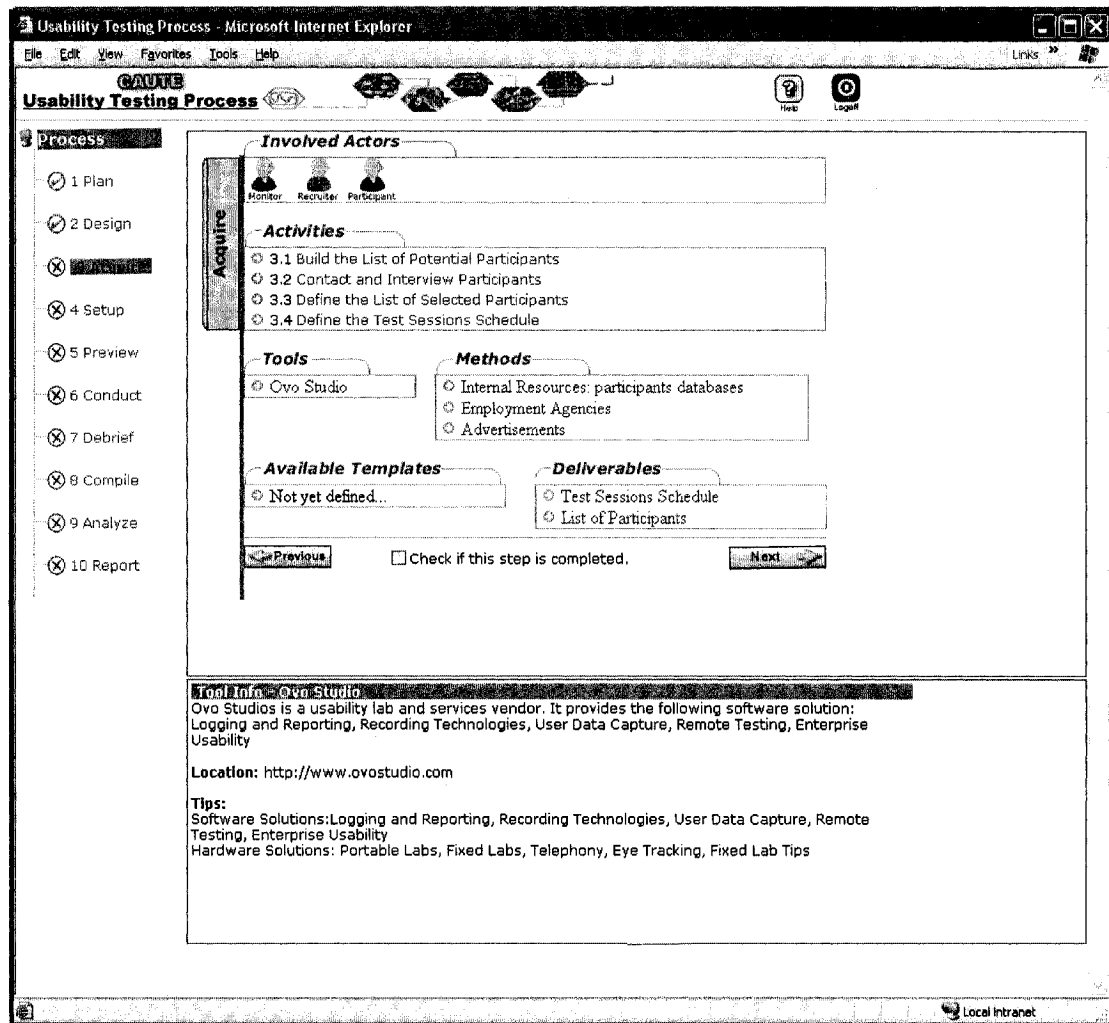 Usability Testing Process - Microsoft Internet Explorer
File Edit View Favorites Tools Help
Links »
CAUTE
Usability Testing Process
Help
Logoff
Process
1 Plan
2 Design
4 Setup
5 Preview
6 Conduct
7 Debrief
8 Compile
9 Analyze
10 Report
Acquire
Involved Actors
Monitor Recruiter Participant
Activities
3.1 Build the List of Potential Participants
3.2 Contact and Interview Participants
3.3 Define the List of Selected Participants
3.4 Define the Test Sessions Schedule
Tools
Ovo Studio
Methods
Internal Resources: participants databases
Employment Agencies
Advertisements
Available Templates
Not yet defined...
Deliverables
Test Sessions Schedule
List of Participants
Previous
Check if this step is completed.
Next
Tool Info - Ovo Studio
Ovo Studios is a usability lab and services vendor. It provides the following software solution:
Logging and Reporting, Recording Technologies, User Data Capture, Remote Testing, Enterprise
Usability
Location: http://www.ovostudio.com
Tips:
Software Solutions:Logging and Reporting, Recording Technologies, User Data Capture, Remote
Testing, Enterprise Usability
Hardware Solutions: Portable Labs, Fixed Labs, Telephony, Eye Tracking, Fixed Lab Tips
Local intranet